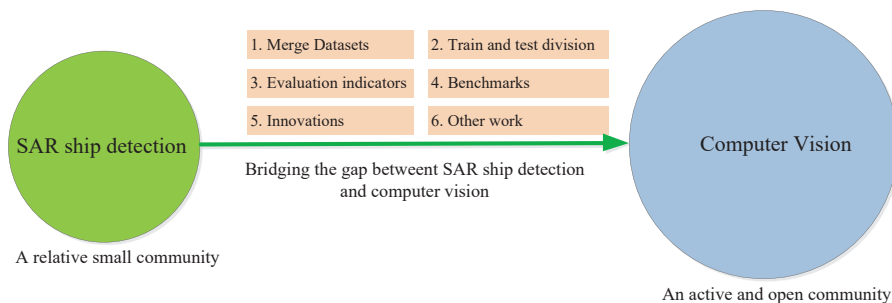 1. Merge Datasets
2. Train and test division
3. Evaluation indicators
4. Benchmarks
5. Innovations
6. Other work
SAR ship detection
Computer Vision
Bridging the gap betweent SAR ship detection
and computer vision
A relative small community
An active and open community